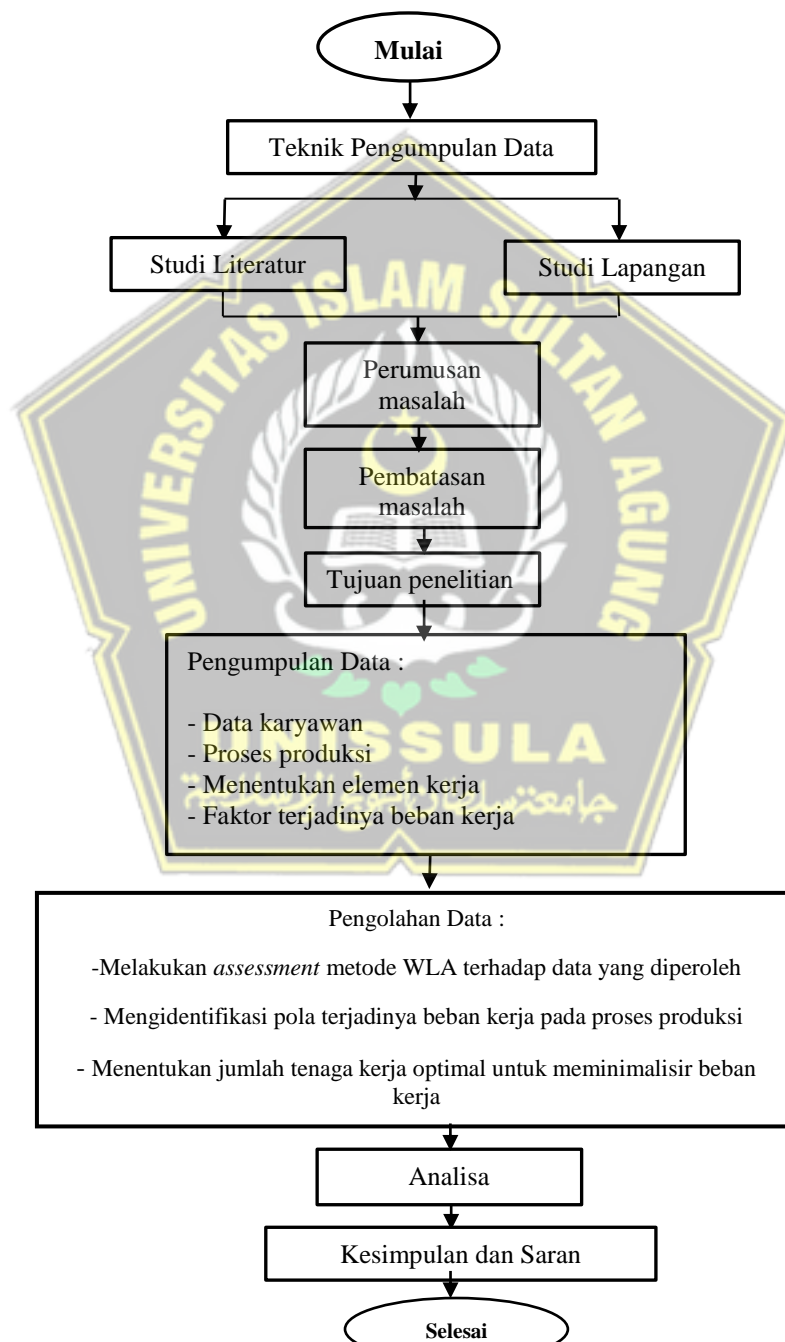 Mulai
Teknik Pengumpulan Data
Studi Literatur
Studi Lapangan
Perumusan
masalah
Pembatasan
masalah
Tujuan penelitian
Pengumpulan Data :
- Data karyawan
- Proses produksi
- Menentukan elemen kerja
- Faktor terjadinya beban kerja
Pengolahan Data :
-Melakukan assessment metode WLA terhadap data yang diperoleh
- Mengidentifikasi pola terjadinya beban kerja pada proses produksi
- Menentukan jumlah tenaga kerja optimal untuk meminimalisir beban
kerja
Analisa
Kesimpulan dan Saran
Selesai
UNIVERSITAS ISLAM SULTAN AGUNG
UNISSULA
جامعتسلطان أجونج الإسلامية